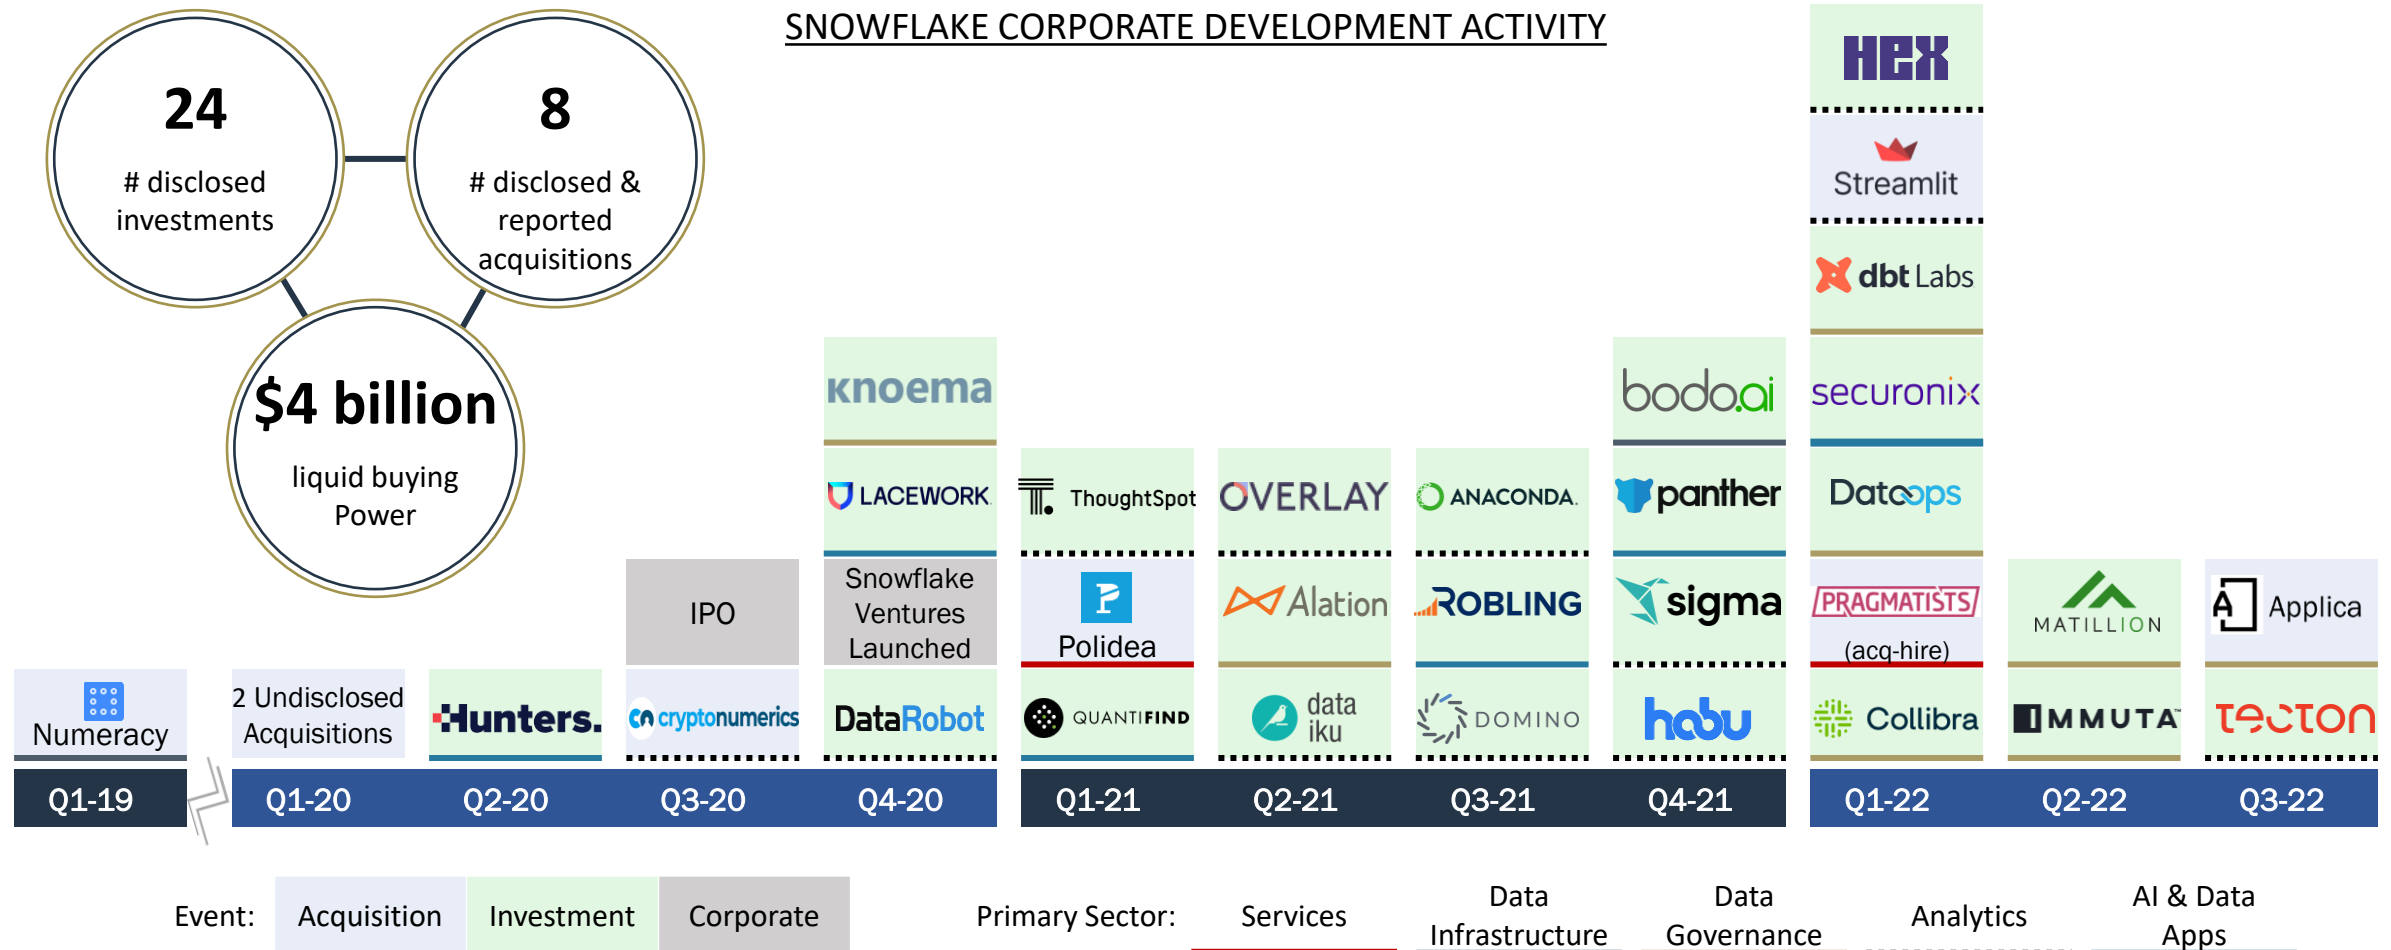 SNOWFLAKE CORPORATE DEVELOPMENT ACTIVITY
24
# disclosed
investments
8
# disclosed &
reported
acquisitions
$4 billion
liquid buying
Power
Numeracy
2 Undisclosed
Acquisitions
Hunters.
IPO
cn cryptonumerics
Knoema
LACEWORK
Snowflake
Ventures
Launched
DataRobot
ThoughtSpot
Polidea
QUANTIFIND
OVERLAY
Alation
data
iku
ANACONDA.
ROBLING
DOMINO
bodo.ai
panther
sigma
habu
HEX
Streamlit
dbt Labs
securonix
Dataops
PRAGMATISTS
(acq-hire)
Collibra
MATILLION
IMMUTA
Applica
TECTON
Q1-19
Q1-20
Q2-20
Q3-20
Q4-20
Q1-21
Q2-21
Q3-21
Q4-21
Q1-22
Q2-22
Q3-22
Event:
Acquisition
Investment
Corporate
Primary Sector:
Services
Data
Infrastructure
Data
Governance
Analytics
AI & Data
Apps